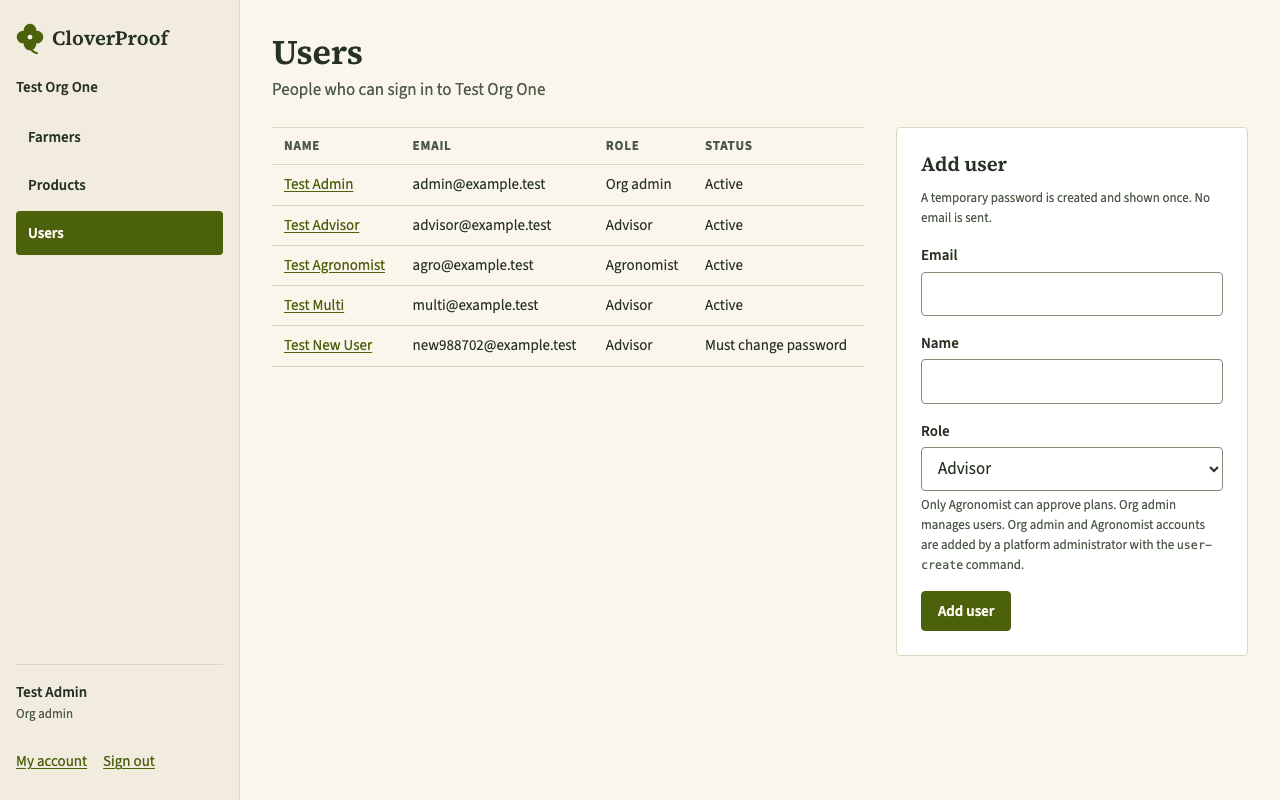 CloverProof
Test Org One
Farmers
Products
Users
Test Admin
Org admin
My account Sign out
Users
People who can sign in to Test Org One
NAME EMAIL ROLE STATUS
Test Admin admin@example.test Org admin Active
Test Advisor advisor@example.test Advisor Active
Test Agronomist agro@example.test Agronomist Active
Test Multi multi@example.test Advisor Active
Test New User new988702@example.test Advisor Must change password
Add user
A temporary password is created and shown once. No
email is sent.
Email
Name
Role
Advisor
Only Agronomist can approve plans. Org admin
manages users. Org admin and Agronomist accounts
are added by a platform administrator with the user-
create command.
Add user